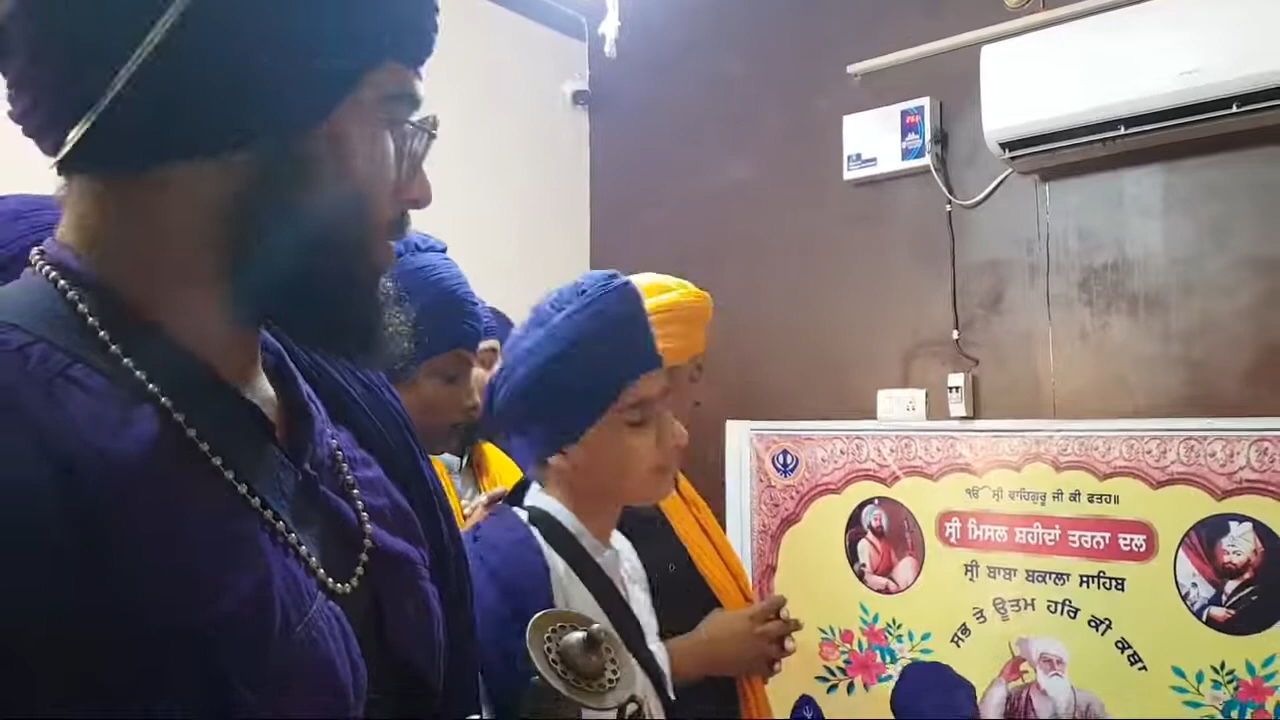 ੴ ਸ੍ਰੀ ਵਾਹਿਗੁਰੂ ਜੀ ਕੀ ਫਤਹ॥
ਸ੍ਰੀ ਮਿਸਲ ਸ਼ਹੀਦਾਂ ਤਰਨਾ ਦਲ
ਸ੍ਰੀ ਬਾਬਾ ਬਕਾਲਾ ਸਾਹਿਬ
ਸਭ ਤੇ ਊਤਮ ਹਰਿ ਕੀ ਕਥਾ